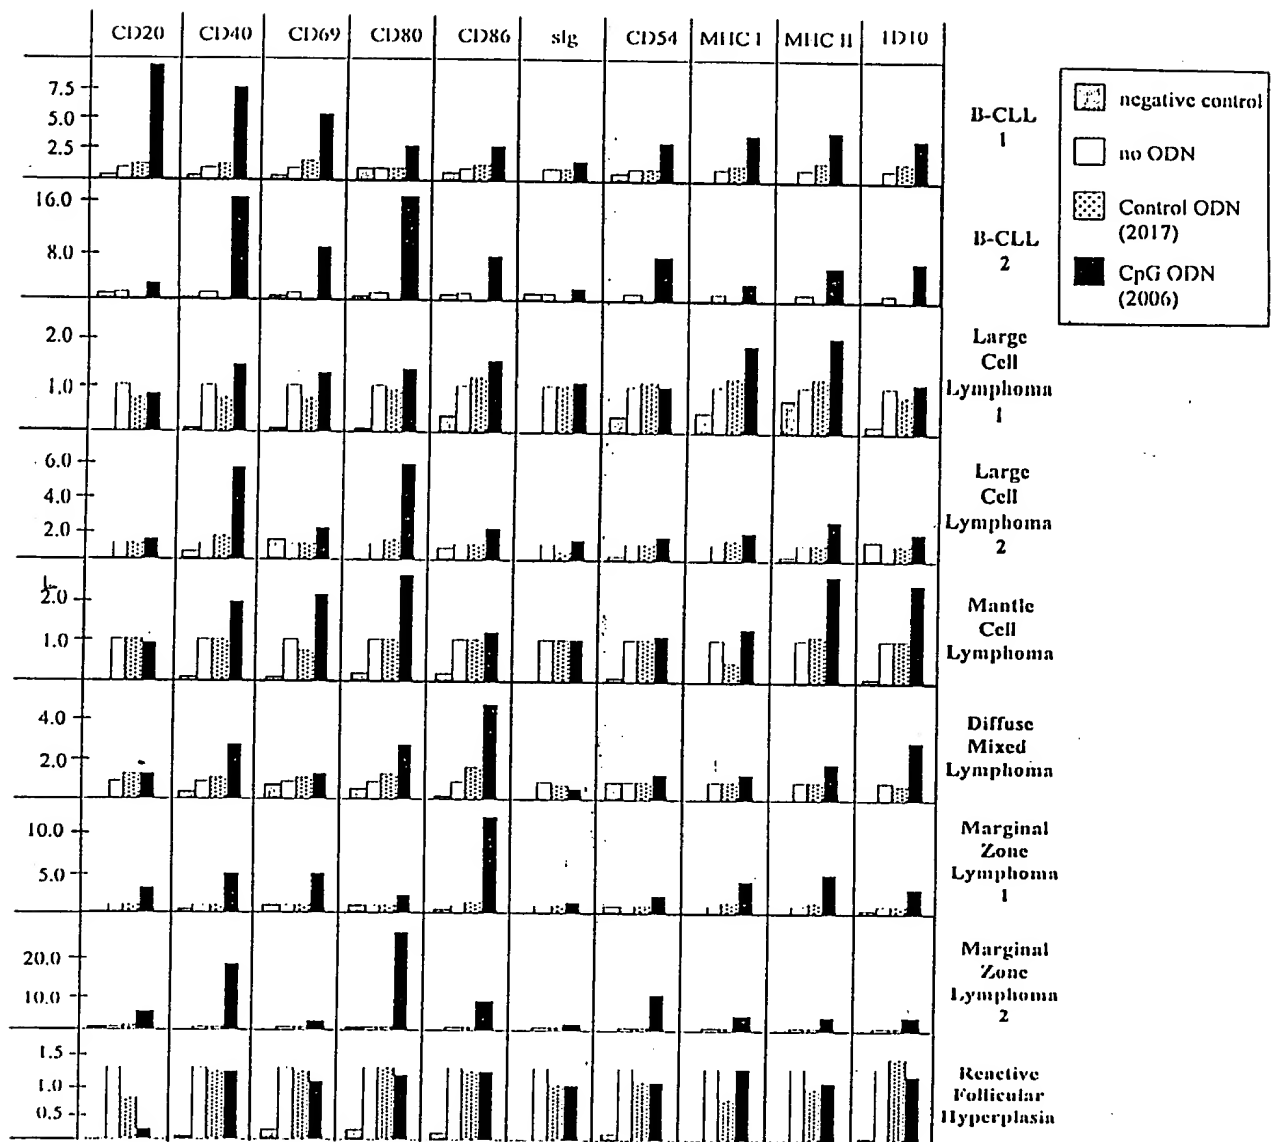 CD20 CD40 CD69 CD80 CD86 sIg CD54 MHC I MHC II 1D10
7.5
5.0
2.5
B-CLL
1
16.0
8.0
B-CLL
2
2.0
1.0
Large
Cell
Lymphoma
1
6.0
4.0
2.0
Large
Cell
Lymphoma
2
2.0
1.0
Mantle
Cell
Lymphoma
4.0
2.0
Diffuse
Mixed
Lymphoma
10.0
5.0
Marginal
Zone
Lymphoma
1
20.0
10.0
Marginal
Zone
Lymphoma
2
1.5
1.0
0.5
Reactive
Follicular
Hyperplasia
negative control
no ODN
Control ODN
(2017)
CpG ODN
(2006)